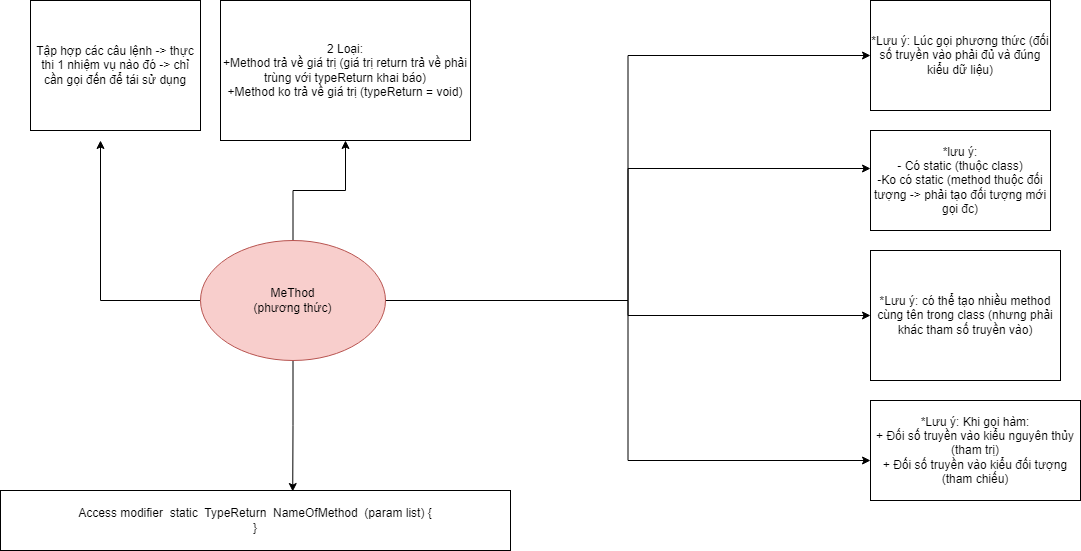 Tập hợp các câu lệnh -> thực
thi 1 nhiệm vụ nào đó -> chỉ
cần gọi đến để tái sử dụng
2 Loại:
+Method trả về giá trị (giá trị return trả về phải
trùng với typeReturn khai báo)
+Method ko trả về giá trị (typeReturn = void)
*Lưu ý: Lúc gọi phương thức (đối
số truyền vào phải đủ và đúng
kiểu dữ liệu)
*lưu ý:
- Có static (thuộc class)
-Ko có static (method thuộc đối
tượng -> phải tạo đối tượng mới
gọi đc)
MeThod
(phương thức)
*Lưu ý: có thể tạo nhiều method
cùng tên trong class (nhưng phải
khác tham số truyền vào)
*Lưu ý: Khi gọi hàm:
+ Đối số truyền vào kiểu nguyên thủy
(tham trị)
+ Đối số truyền vào kiểu đối tượng
(tham chiếu)
Access modifier static TypeReturn NameOfMethod (param list) {
}